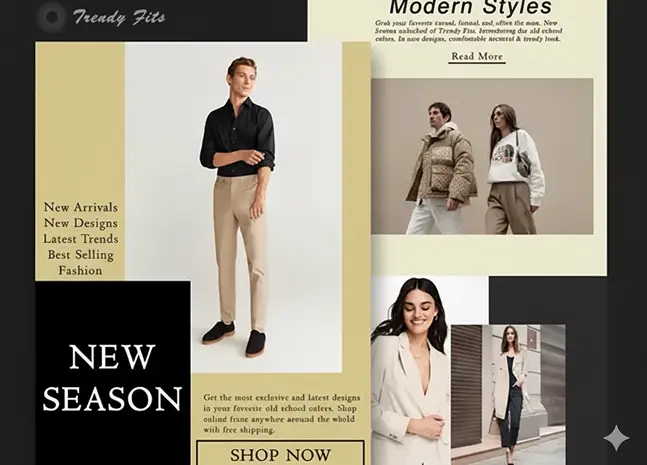 Trendy Fits
Modern Styles
Grab your favorite casual, formal, and often the man. New
Season unlocked of Trendy Fits. Introducing the old school
colors. In now designs, comfortable normal & trendy look.
Read More
New Arrivals
New Designs
Latest Trends
Best Selling
Fashion
NEW
SEASON
Get the most exclusive and latest designs
in your favorite old school colors. Shop
online from anywhere around the whold
with free shipping.
SHOP NOW